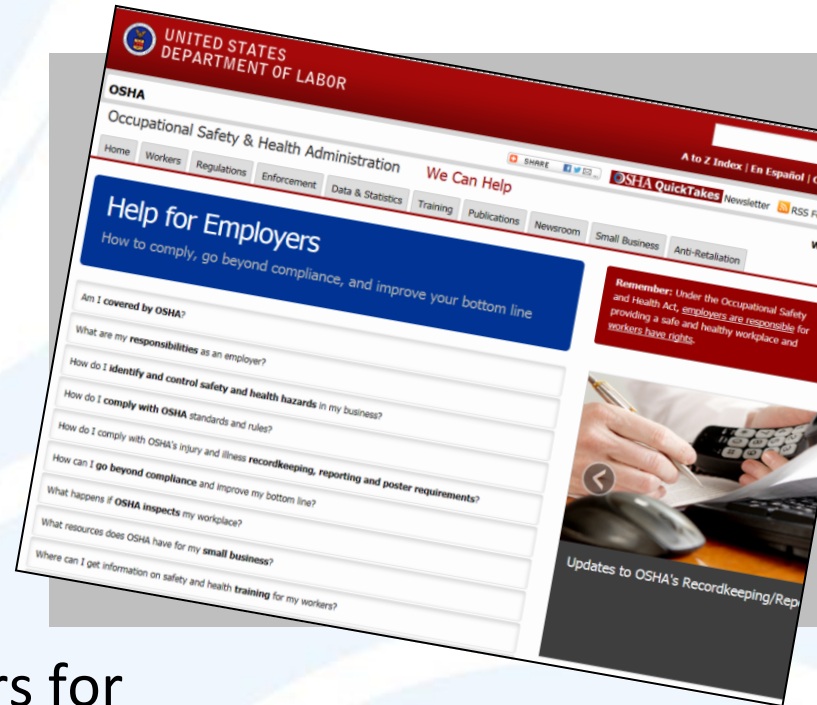 UNITED STATES
DEPARTMENT OF LABOR
A to Z Index | En Español |
OSHA
SHARE
OSHA QuickTakes Newsletter RSS
Occupational Safety & Health Administration We Can Help
Home Workers Regulations Enforcement Data & Statistics Training Publications Newsroom Small Business Anti-Retaliation
Help for Employers
How to comply, go beyond compliance, and improve your bottom line
Am I covered by OSHA?
What are my responsibilities as an employer?
How do I identify and control safety and health hazards in my business?
How do I comply with OSHA standards and rules?
How do I comply with OSHA's injury and illness recordkeeping, reporting and poster requirements?
How can I go beyond compliance and improve my bottom line?
What happens if OSHA inspects my workplace?
What resources does OSHA have for my small business?
Where can I get information on safety and health training for my workers?
Remember: Under the Occupational Safety
and Health Act, employers are responsible for
providing a safe and healthy workplace and
workers have rights.
Updates to OSHA's Recordkeeping/Rep
rs for